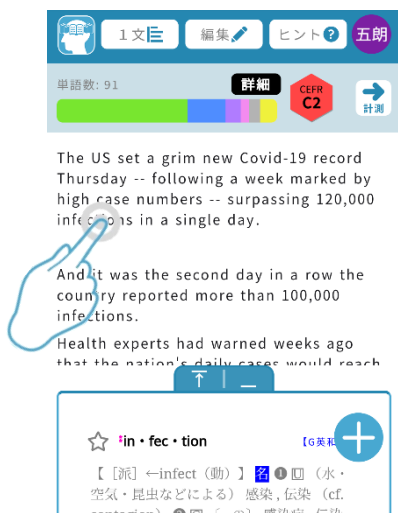 1文 編集 ヒント? 五朗
単語数: 91 詳細 CEFR C2 計測
The US set a grim new Covid-19 record
Thursday -- following a week marked by
high case numbers -- surpassing 120,000
infections in a single day.
And it was the second day in a row the
country reported more than 100,000
infections.
Health experts had warned weeks ago
that the nation's daily cases would reach
in・fec・tion 【G英和
【［派］←infect（動）】名❶ 回 （水・
空気・昆虫などによる） 感染, 伝染 （cf.